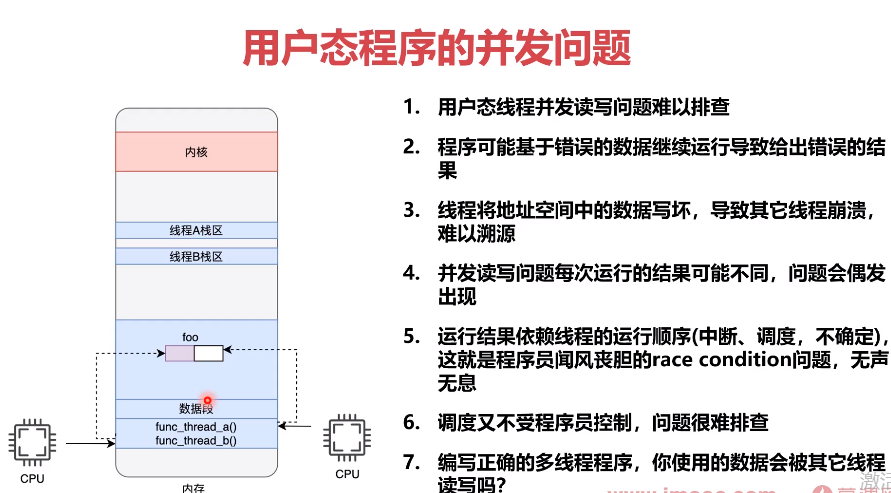 用户态程序的并发问题
内核
线程A栈区
线程B栈区
foo
数据段
func_thread_a()
func_thread_b()
CPU
CPU
内存
1. 用户态线程并发读写问题难以排查
2. 程序可能基于错误的数据继续运行导致给出错误的结
果
3. 线程将地址空间中的数据写坏，导致其它线程崩溃，
难以溯源
4. 并发读写问题每次运行的结果可能不同，问题会偶发
出现
5. 运行结果依赖线程的运行顺序(中断、调度，不确定)，
这就是程序员闻风丧胆的race condition问题，无声
无息
6. 调度又不受程序员控制，问题很难排查
7. 编写正确的多线程程序，你使用的数据会被其它线程
读写吗？